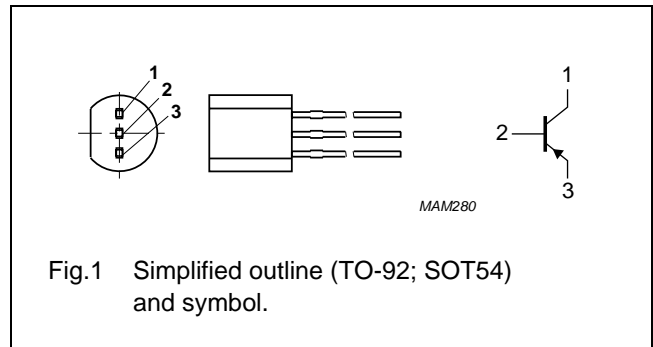 1
2
3
1
2
3
MAM280
Fig.1 Simplified outline (TO-92; SOT54)
and symbol.